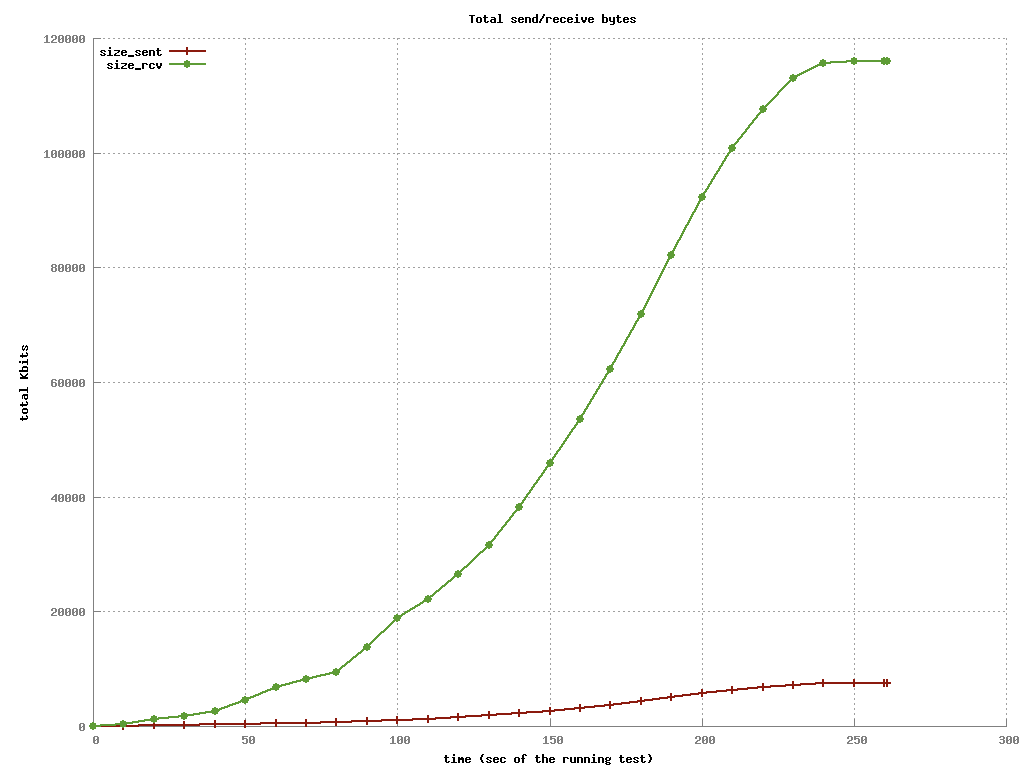 Total send/receive bytes
size_sent
size_rcv
120000
100000
80000
60000
40000
20000
0
total Kbits
0 50 100 150 200 250 300
time (sec of the running test)